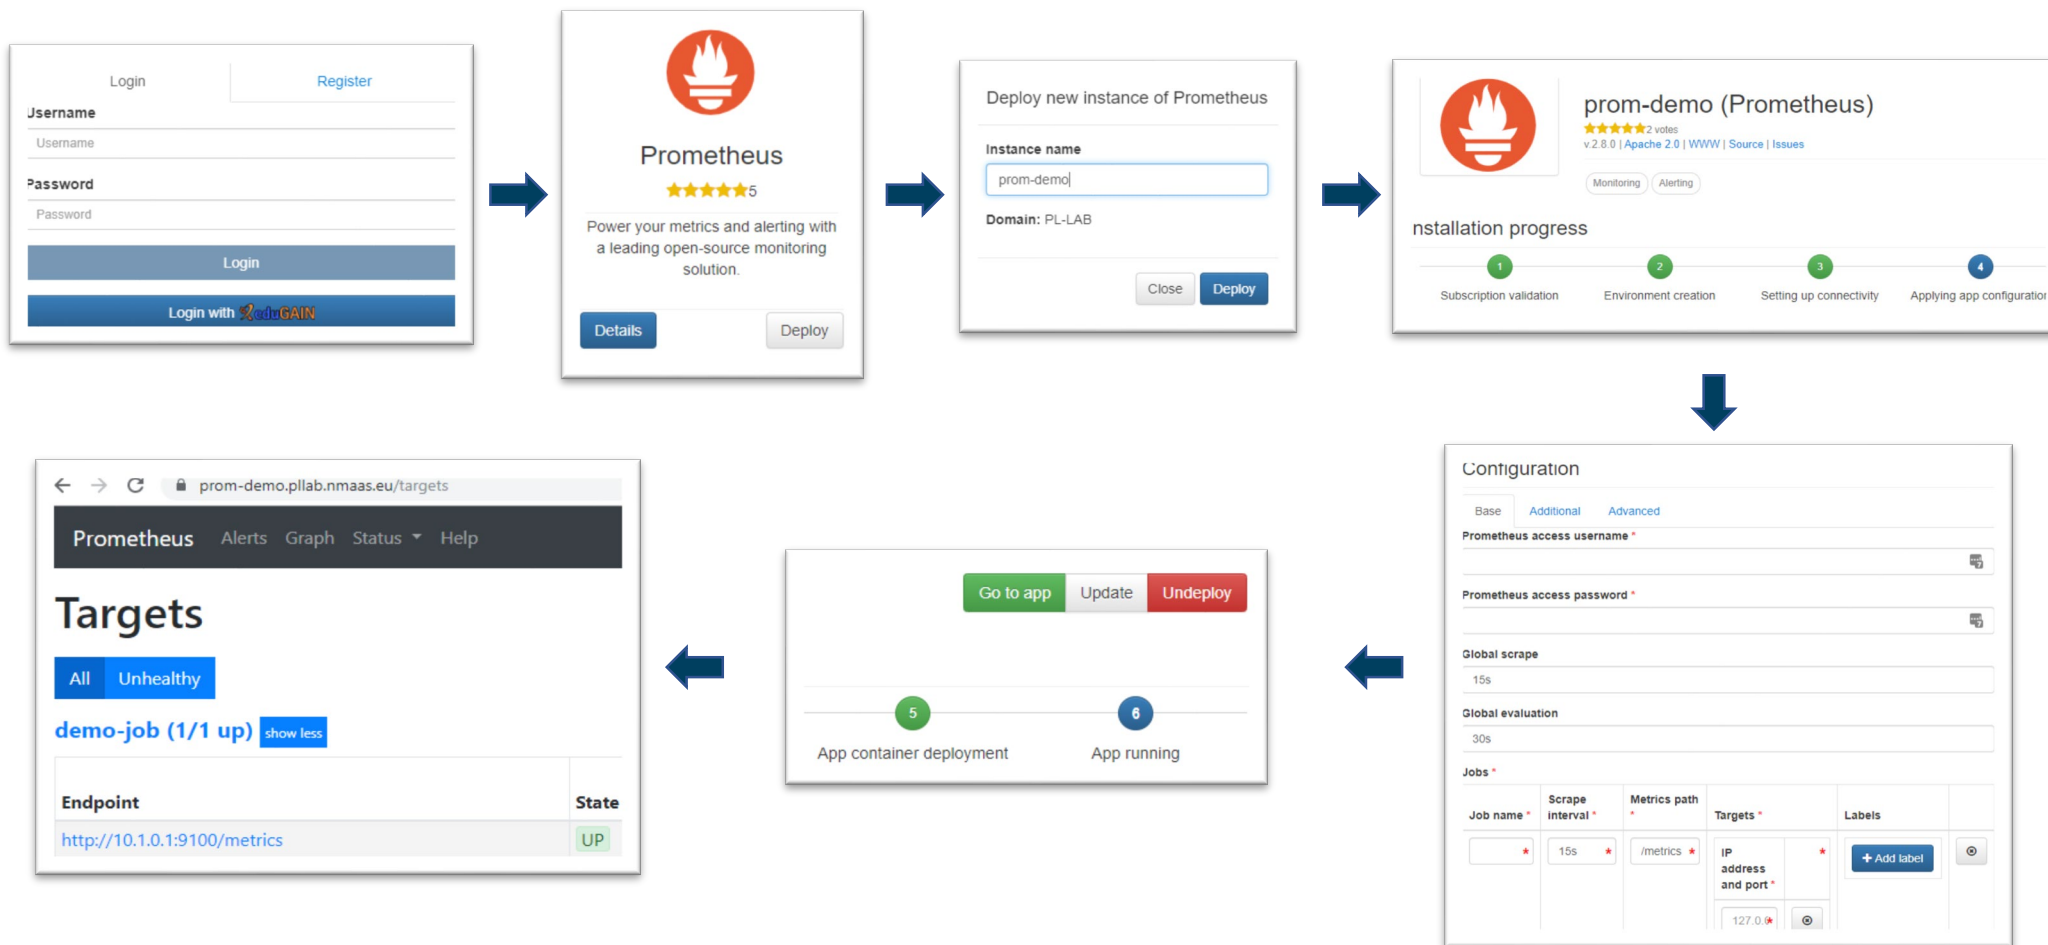 Login Register
Username
Username
Password
Password
Login
Login with eduGAIN
Prometheus
5
Power your metrics and alerting with
a leading open-source monitoring
solution.
Details Deploy
Deploy new instance of Prometheus
Instance name
prom-demo
Domain: PL-LAB
Close Deploy
prom-demo (Prometheus)
2 votes
v.2.8.0 | Apache 2.0 | WWW | Source | Issues
Monitoring Alerting
nstallation progress
1 2 3 4
Subscription validation Environment creation Setting up connectivity Applying app configuration
Configuration
Base Additional Advanced
Prometheus access username *
Prometheus access password *
Global scrape
15s
Global evaluation
30s
Jobs *
Job name * Scrape interval * Metrics path * Targets * Labels
* 15s * /metrics * IP address and port * * + Add label
127.0.0 *
Go to app Update Undeploy
5 6
App container deployment App running
prom-demo.pllab.nmaas.eu/targets
Prometheus Alerts Graph Status Help
Targets
All Unhealthy
demo-job (1/1 up) show less
Endpoint State
http://10.1.0.1:9100/metrics UP